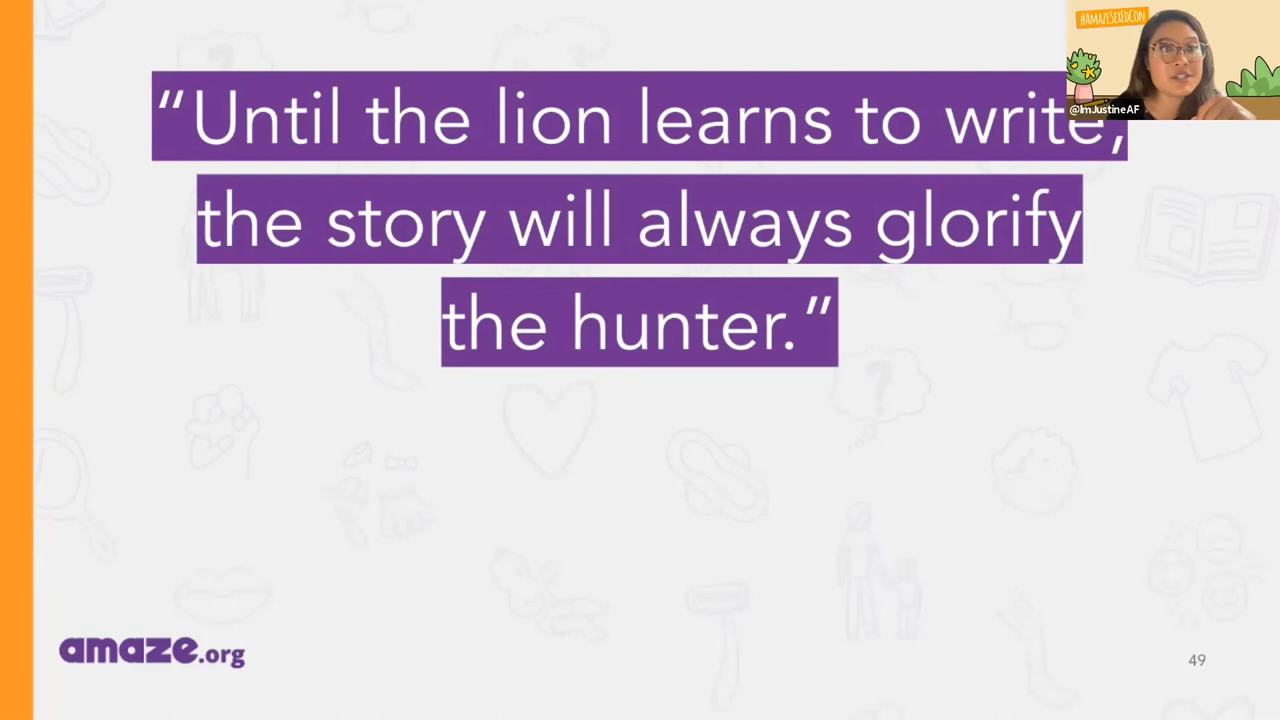 #AMAZESEXEDCON
@ImJustineAF
“Until the lion learns to write,
the story will always glorify
the hunter.”
amaze.org
49